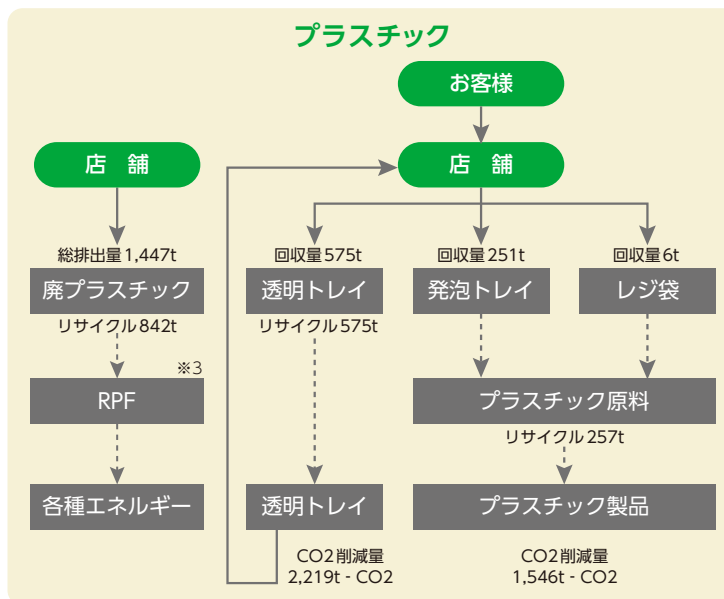 プラスチック
お客様
店 舗
店 舗
総排出量1,447t
回収量575t
回収量251t
回収量6t
廃プラスチック
透明トレイ
発泡トレイ
レジ袋
リサイクル842t
リサイクル575t
※3
RPF
プラスチック原料
リサイクル257t
各種エネルギー
透明トレイ
プラスチック製品
CO2削減量
2,219t - CO2
CO2削減量
1,546t - CO2